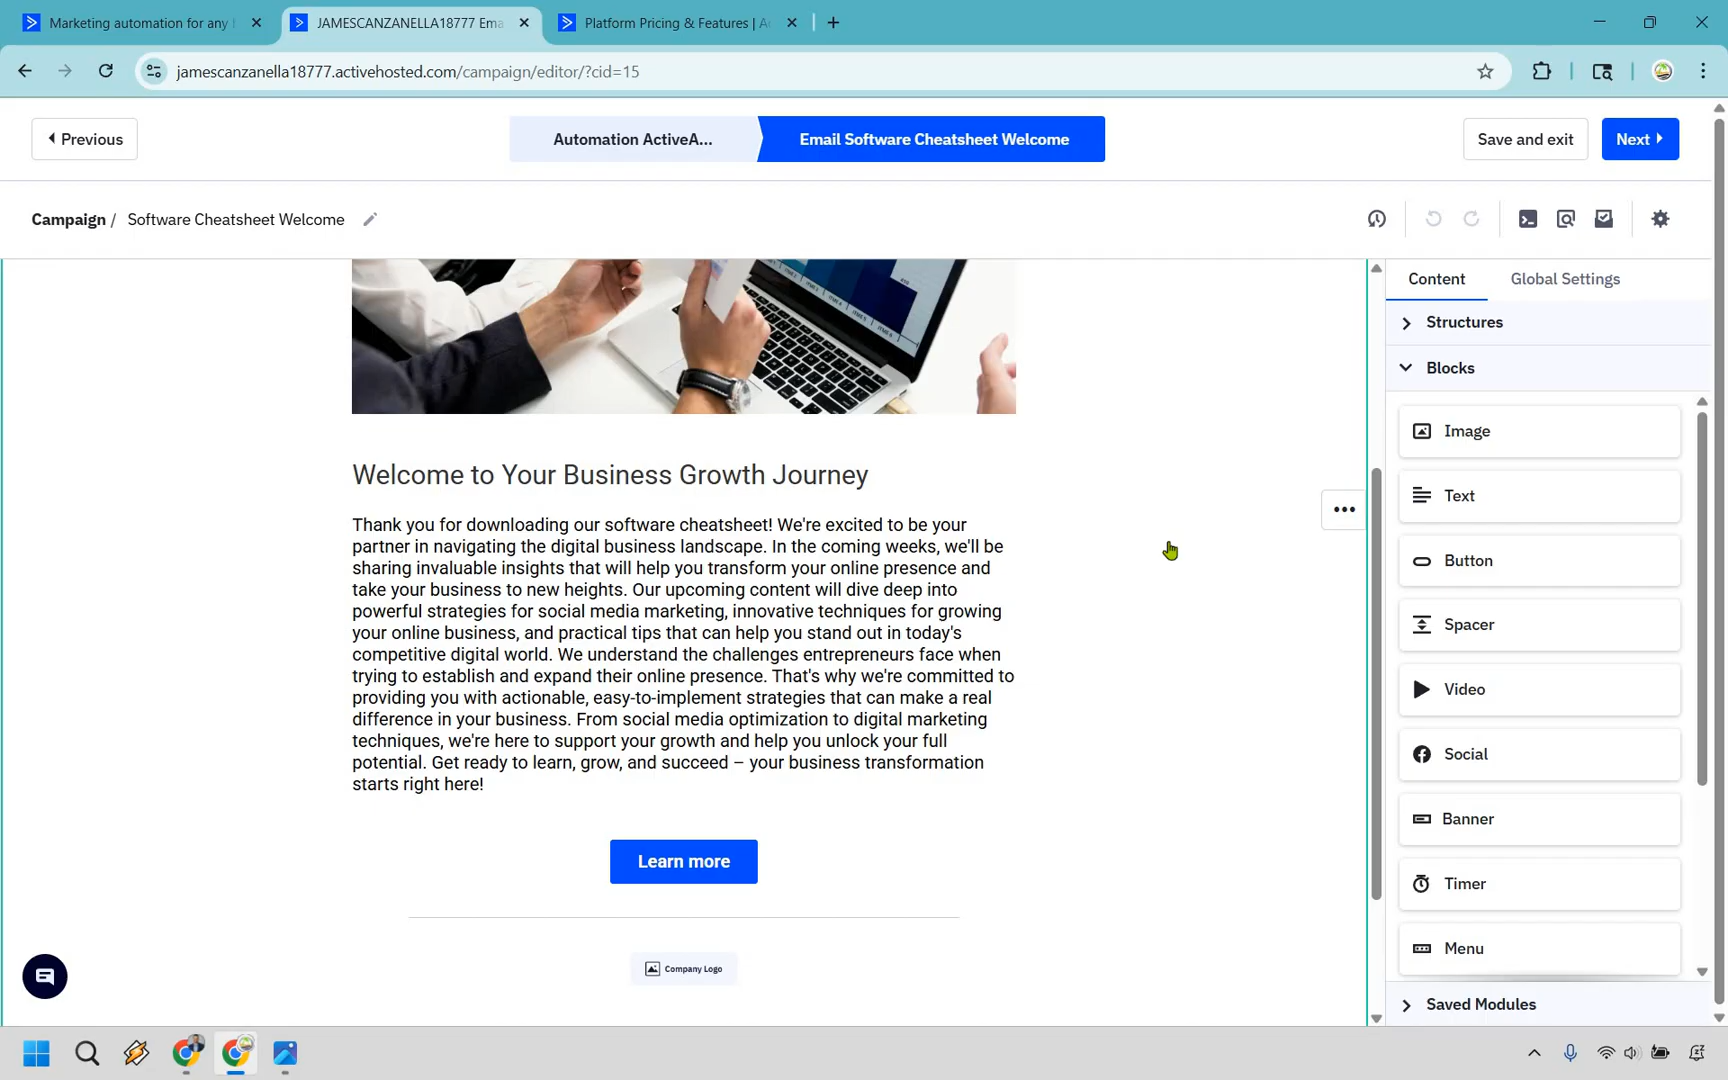 Marketing automation for any
JAMESCANZANELLA18777 Ema
Platform Pricing & Features | A
jamescanzanella18777.activehosted.com/campaign/editor/?cid=15
Previous
Automation ActiveA...
Email Software Cheatsheet Welcome
Save and exit
Next
Campaign / Software Cheatsheet Welcome
Content
Global Settings
Structures
Blocks
Image
Text
Button
Spacer
Video
Social
Banner
Timer
Menu
Saved Modules
Welcome to Your Business Growth Journey
Thank you for downloading our software cheatsheet! We're excited to be your
partner in navigating the digital business landscape. In the coming weeks, we'll be
sharing invaluable insights that will help you transform your online presence and
take your business to new heights. Our upcoming content will dive deep into
powerful strategies for social media marketing, innovative techniques for growing
your online business, and practical tips that can help you stand out in today's
competitive digital world. We understand the challenges entrepreneurs face when
trying to establish and expand their online presence. That's why we're committed to
providing you with actionable, easy-to-implement strategies that can make a real
difference in your business. From social media optimization to digital marketing
techniques, we're here to support your growth and help you unlock your full
potential. Get ready to learn, grow, and succeed – your business transformation
starts right here!
Learn more
Company Logo